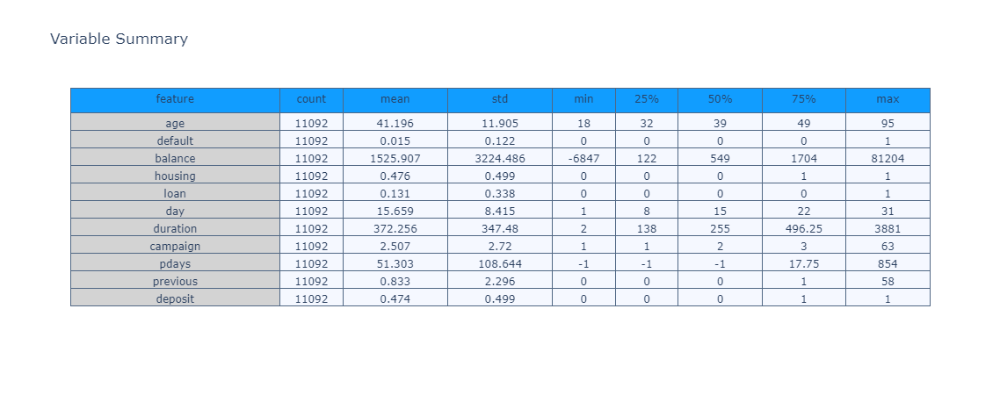 Variable Summary
feature count mean std min 25% 50% 75% max
age 11092 41.196 11.905 18 32 39 49 95
default 11092 0.015 0.122 0 0 0 0 1
balance 11092 1525.907 3224.486 -6847 122 549 1704 81204
housing 11092 0.476 0.499 0 0 0 1 1
loan 11092 0.131 0.338 0 0 0 0 1
day 11092 15.659 8.415 1 8 15 22 31
duration 11092 372.256 347.48 2 138 255 496.25 3881
campaign 11092 2.507 2.72 1 1 2 3 63
pdays 11092 51.303 108.644 -1 -1 -1 17.75 854
previous 11092 0.833 2.296 0 0 0 1 58
deposit 11092 0.474 0.499 0 0 0 1 1